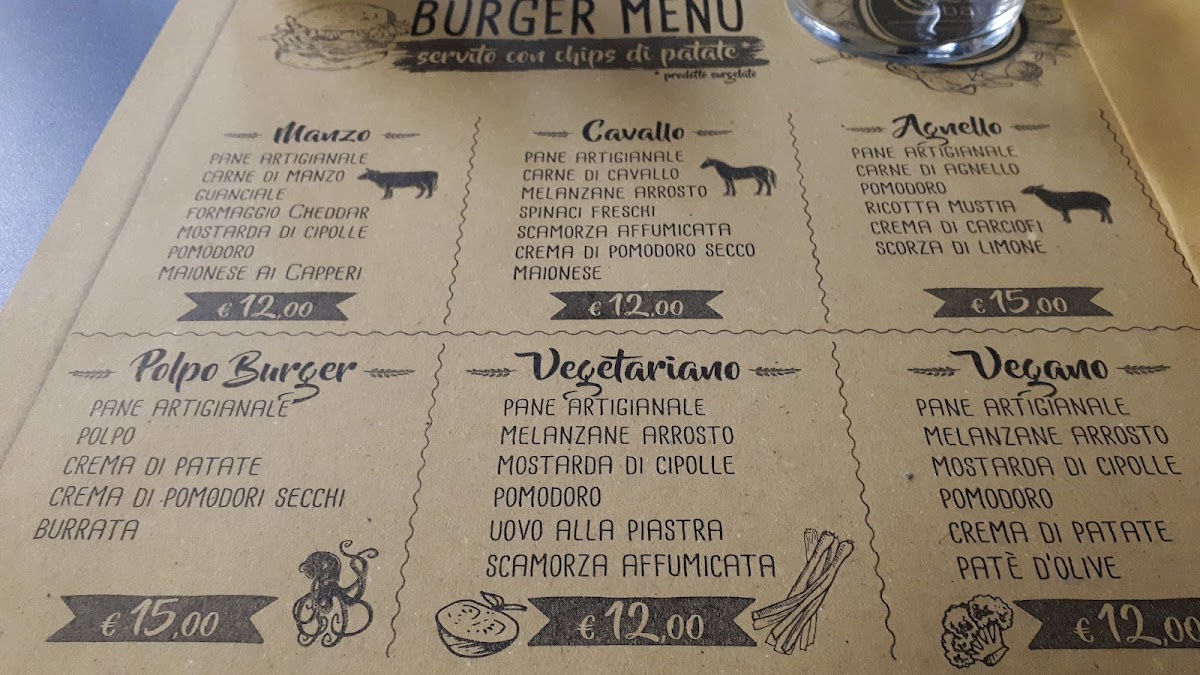 BURGER MENU
servito con chips di patate*
* prodotto surgelato
Manzo
PANE ARTIGIANALE
CARNE DI MANZO
GUANCIALE
FORMAGGIO CHEDDAR
MOSTARDA DI CIPOLLE
POMODORO
MAIONESE AI CAPPERI
€ 12,00
Cavallo
PANE ARTIGIANALE
CARNE DI CAVALLO
MELANZANE ARROSTO
SPINACI FRESCHI
SCAMORZA AFFUMICATA
CREMA DI POMODORO SECCO
MAIONESE
€ 12,00
Agnello
PANE ARTIGIANALE
CARNE DI AGNELLO
POMODORO
RICOTTA MUSTIA
CREMA DI CARCIOFI
SCORZA DI LIMONE
€ 15,00
Polpo Burger
PANE ARTIGIANALE
POLPO
CREMA DI PATATE
CREMA DI POMODORI SECCHI
BURRATA
€ 15,00
Vegetariano
PANE ARTIGIANALE
MELANZANE ARROSTO
MOSTARDA DI CIPOLLE
POMODORO
UOVO ALLA PIASTRA
SCAMORZA AFFUMICATA
€ 12,00
Vegano
PANE ARTIGIANALE
MELANZANE ARROSTO
MOSTARDA DI CIPOLLE
POMODORO
CREMA DI PATATE
PATÈ D'OLIVE
€ 12,00